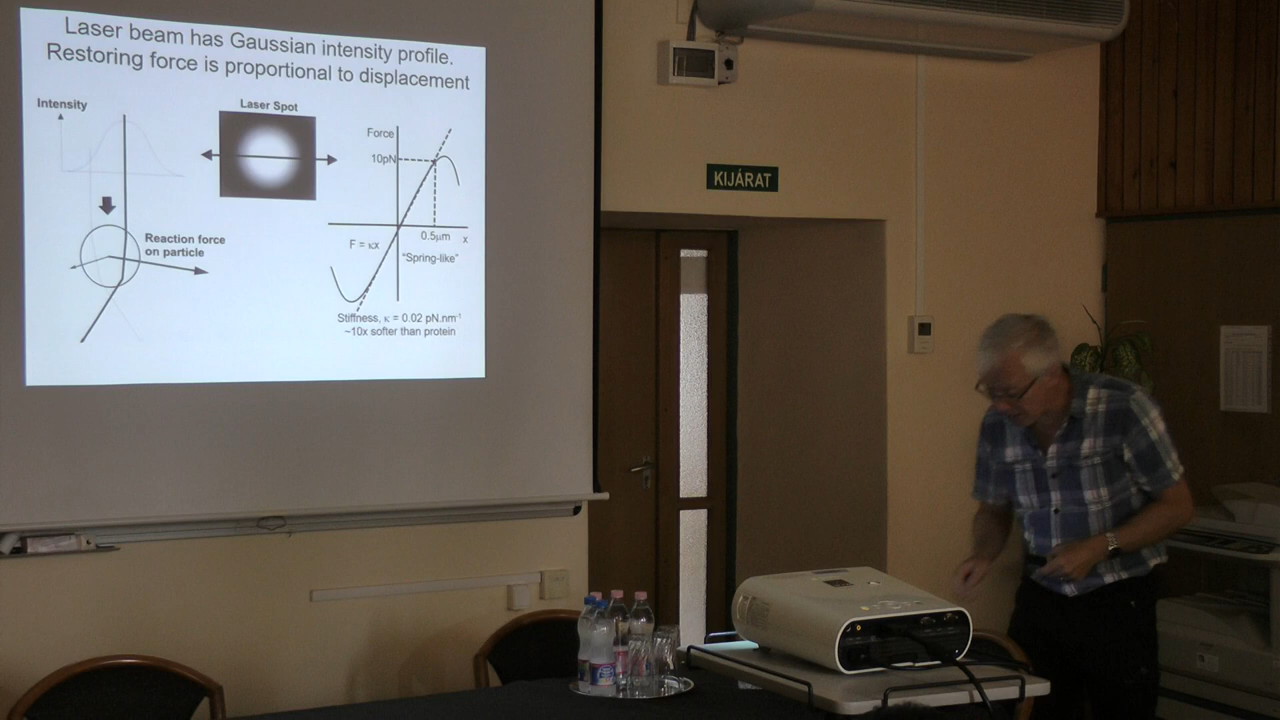 Laser beam has Gaussian intensity profile.
Restoring force is proportional to displacement
Intensity
Laser Spot
Force
10pN
Reaction force
on particle
0.5µm
x
F = κx
"Spring-like"
Stiffness, κ = 0.02 pN.nm⁻¹
~10x softer than protein
KIJÁRAT